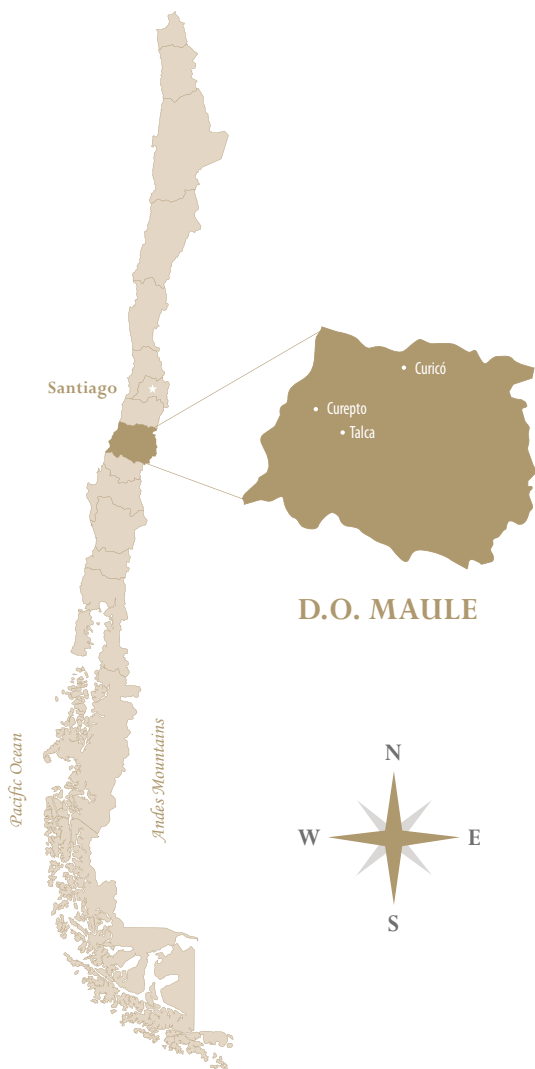 Santiago
Curicó
Curepto
Talca
D.O. MAULE
Pacific Ocean
Andes Mountains
N
W
E
S